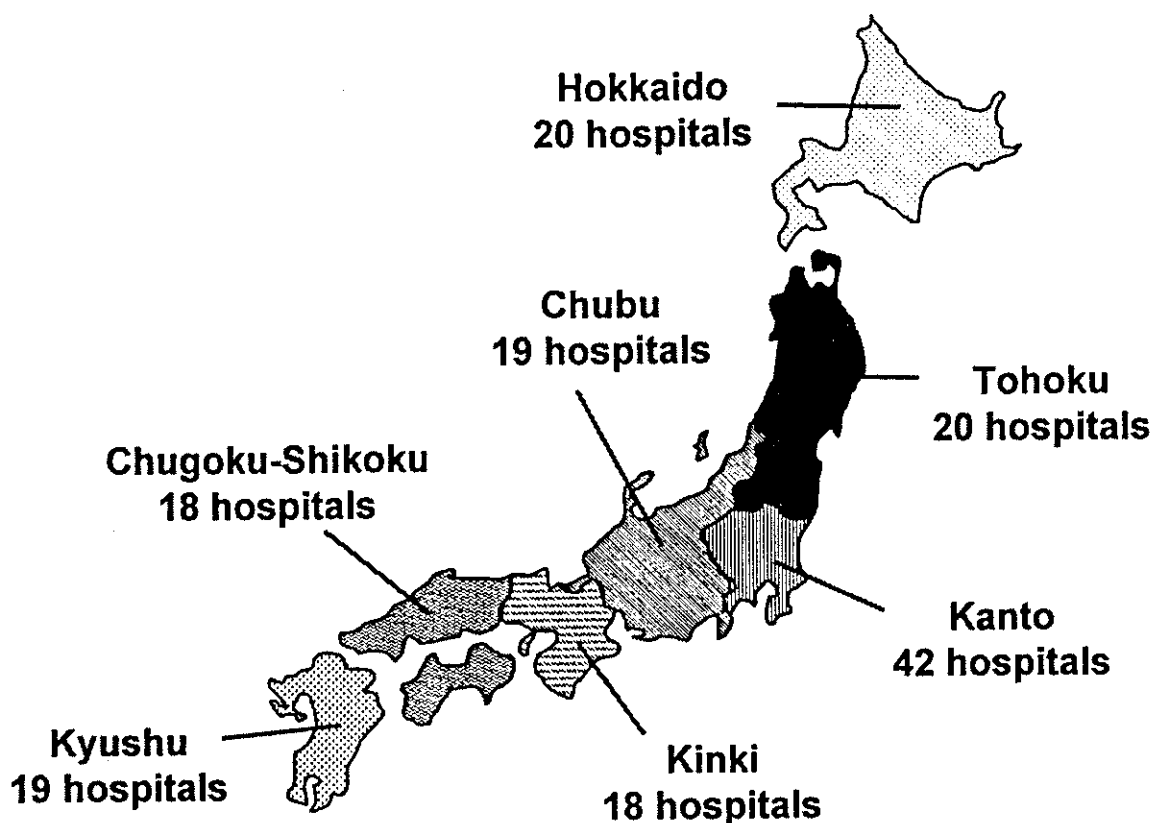 Hokkaido
20 hospitals
Chubu
19 hospitals
Tohoku
20 hospitals
Chugoku-Shikoku
18 hospitals
Kanto
42 hospitals
Kyushu
19 hospitals
Kinki
18 hospitals